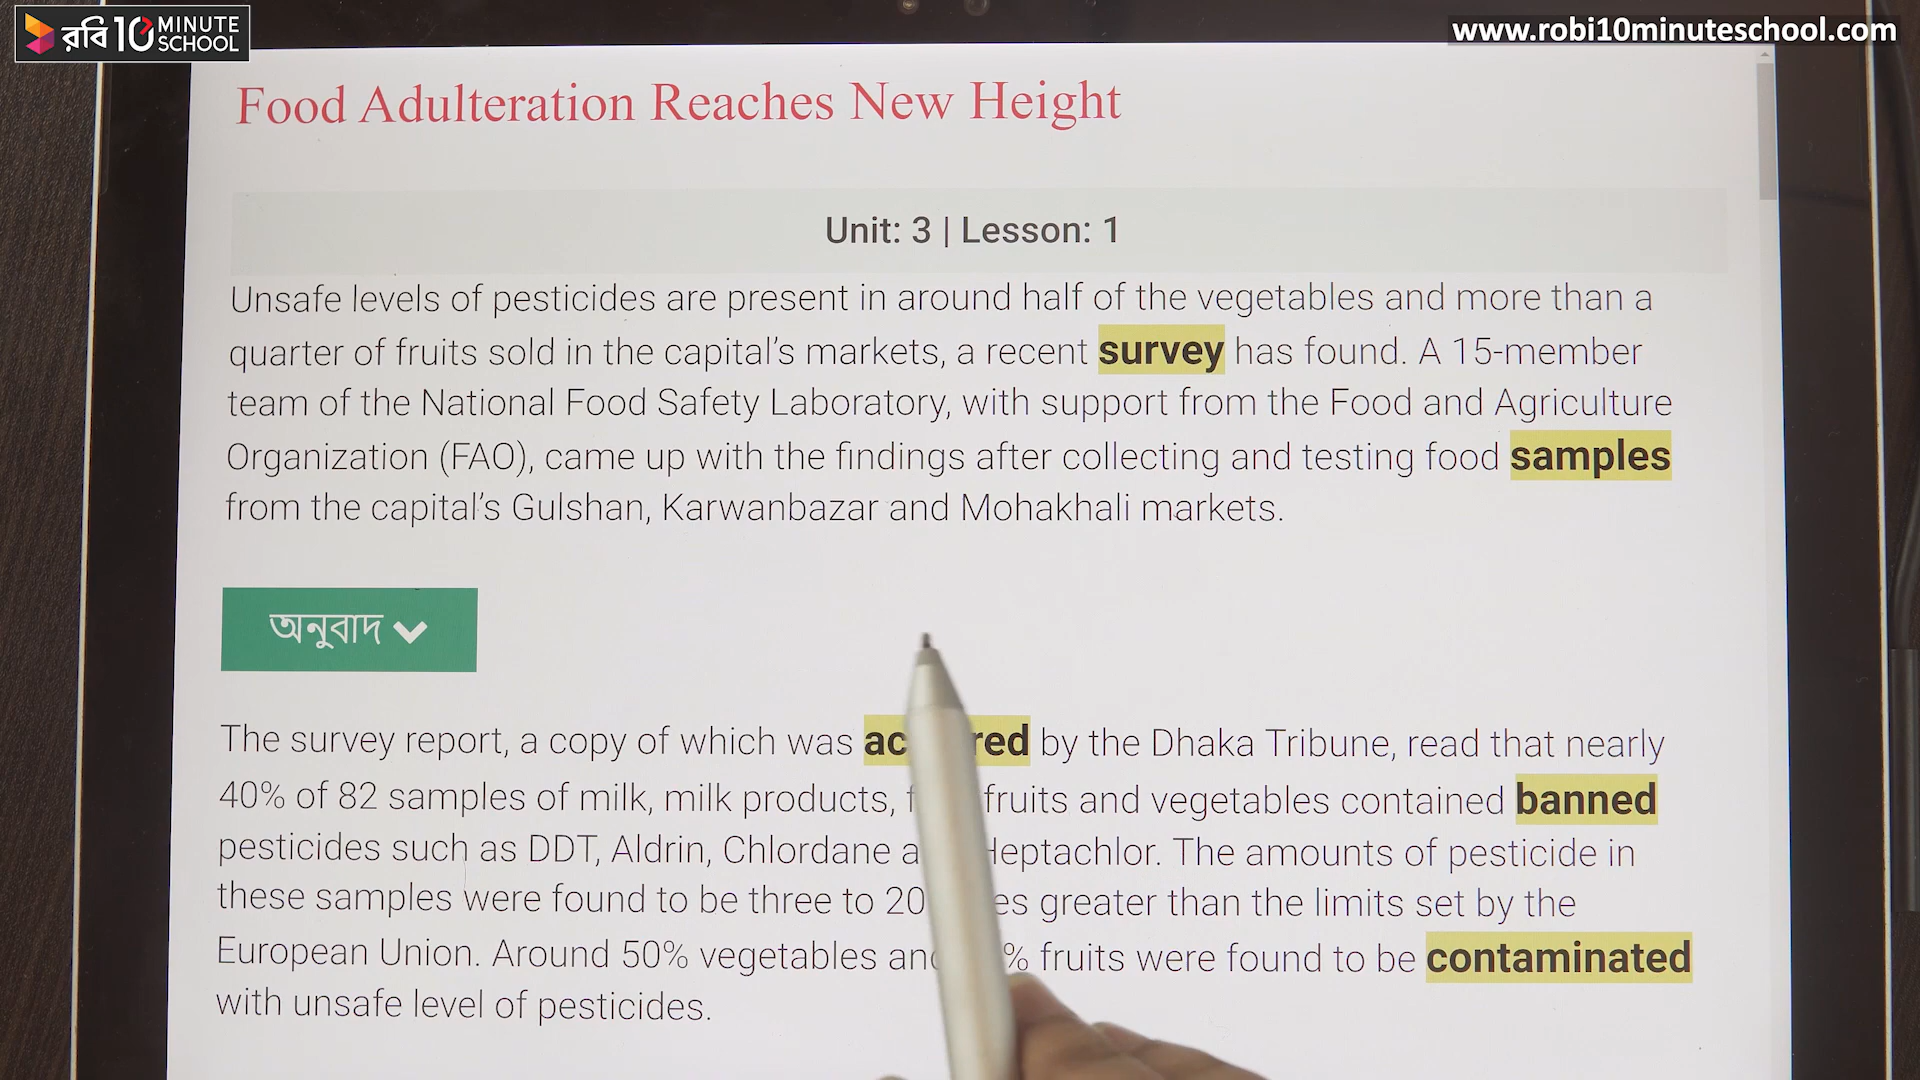 রবি 10 MINUTE SCHOOL
www.robi10minuteschool.com
Food Adulteration Reaches New Height
Unit: 3 | Lesson: 1
Unsafe levels of pesticides are present in around half of the vegetables and more than a
quarter of fruits sold in the capital's markets, a recent survey has found. A 15-member
team of the National Food Safety Laboratory, with support from the Food and Agriculture
Organization (FAO), came up with the findings after collecting and testing food samples
from the capital's Gulshan, Karwanbazar and Mohakhali markets.
অনুবাদ
The survey report, a copy of which was by the Dhaka Tribune, read that nearly
40% of 82 samples of milk, milk products, fruits and vegetables contained banned
pesticides such as DDT, Aldrin, Chlordane Heptachlor. The amounts of pesticide in
these samples were found to be three to 20 greater than the limits set by the
European Union. Around 50% vegetables fruits were found to be contaminated
with unsafe level of pesticides.